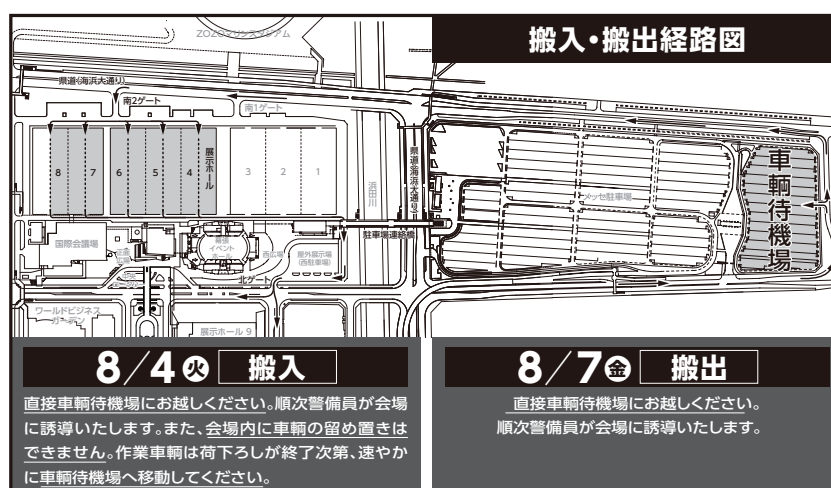 ZOZOマリンスタジアム
搬入・搬出経路図
県道(海浜大通り)
南2ゲート
南1ゲート
8
7
6
5
4
展示ホール
3
2
1
浜田川
県道(海浜大通り)
メッセ駐車場
車輌待機場
国際会議場
幕張
イベント
ホール
西広場
屋外展示場
(西駐車場)
駐車場連絡橋
北ゲート
ワールドビジネス
ガーデン
展示ホール 9
8/4火 搬入
直接車輌待機場にお越しください。順次警備員が会場
に誘導いたします。また、会場内に車輌の留め置きは
できません。作業車輌は荷下ろしが終了次第、速やか
に車輌待機場へ移動してください。
8/7金 搬出
直接車輌待機場にお越しください。
順次警備員が会場に誘導いたします。